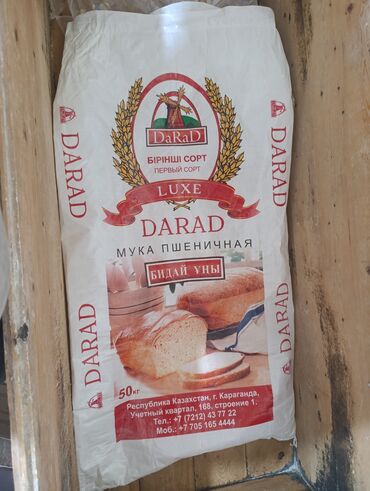 DaRaD
БІРІНШІ СОРТ
ПЕРВЫЙ СОРТ
LUXE
DARAD
МУКА ПШЕНИЧНАЯ
БИДАЙ ҰНЫ
50 кг
Республика Казахстан, г. Караганда,
Учетный квартал, 168, строение 1.
Тел.: +7 (7212) 43 77 22
Моб.: +7 705 165 4444
DARAD
DARAD
DARAD
DARAD